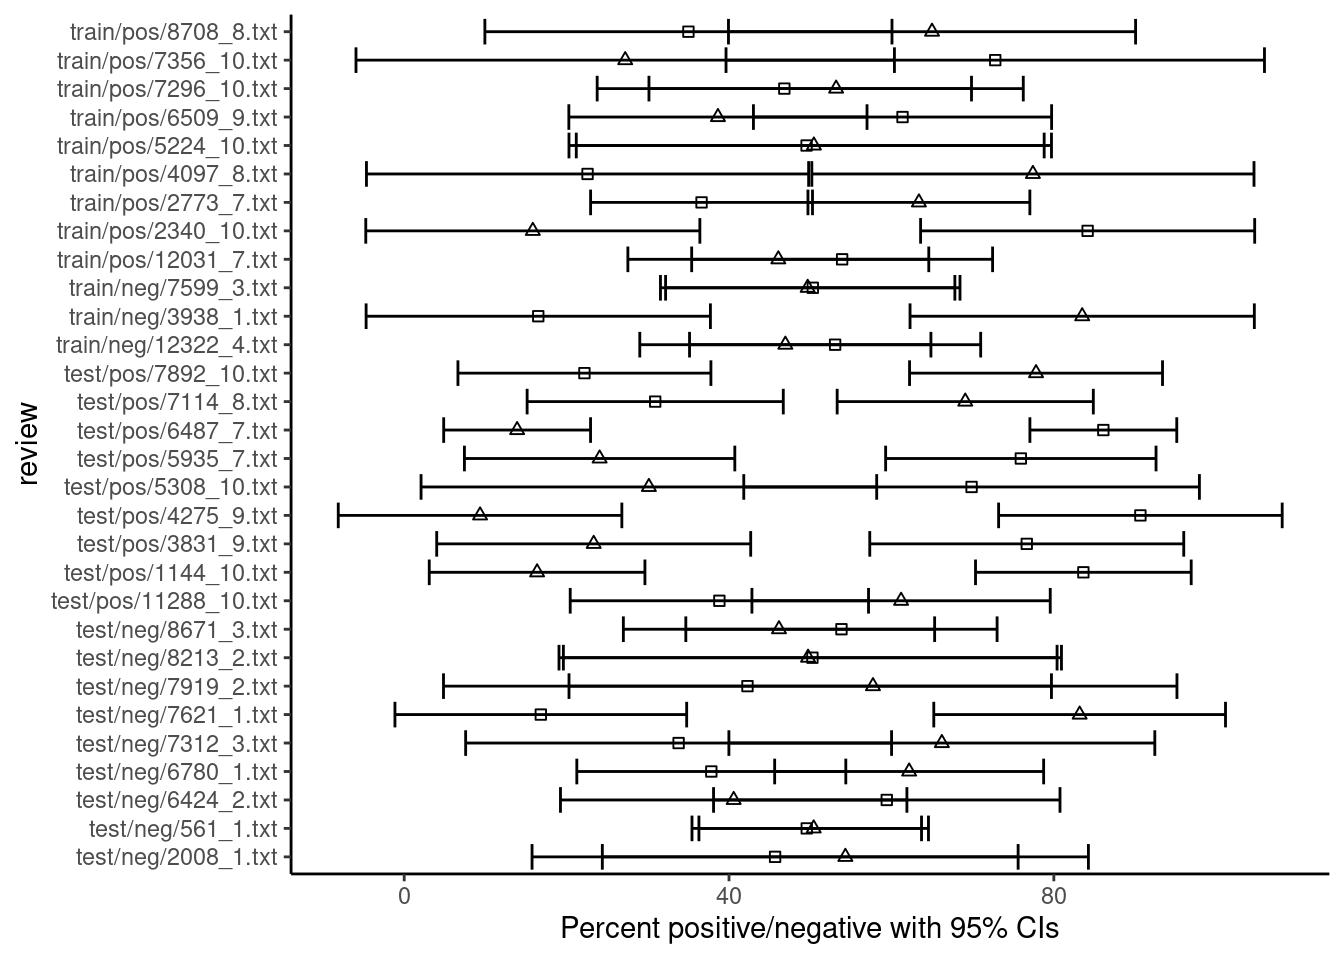 train/pos/8708_8.txt
train/pos/7356_10.txt
train/pos/7296_10.txt
train/pos/6509_9.txt
train/pos/5224_10.txt
train/pos/4097_8.txt
train/pos/2773_7.txt
train/pos/2340_10.txt
train/pos/12031_7.txt
train/neg/7599_3.txt
train/neg/3938_1.txt
train/neg/12322_4.txt
test/pos/7892_10.txt
test/pos/7114_8.txt
test/pos/6487_7.txt
test/pos/5935_7.txt
test/pos/5308_10.txt
test/pos/4275_9.txt
test/pos/3831_9.txt
test/pos/1144_10.txt
test/pos/11288_10.txt
test/neg/8671_3.txt
test/neg/8213_2.txt
test/neg/7919_2.txt
test/neg/7621_1.txt
test/neg/7312_3.txt
test/neg/6780_1.txt
test/neg/6424_2.txt
test/neg/561_1.txt
test/neg/2008_1.txt
review
0 40 80
Percent positive/negative with 95% CIs